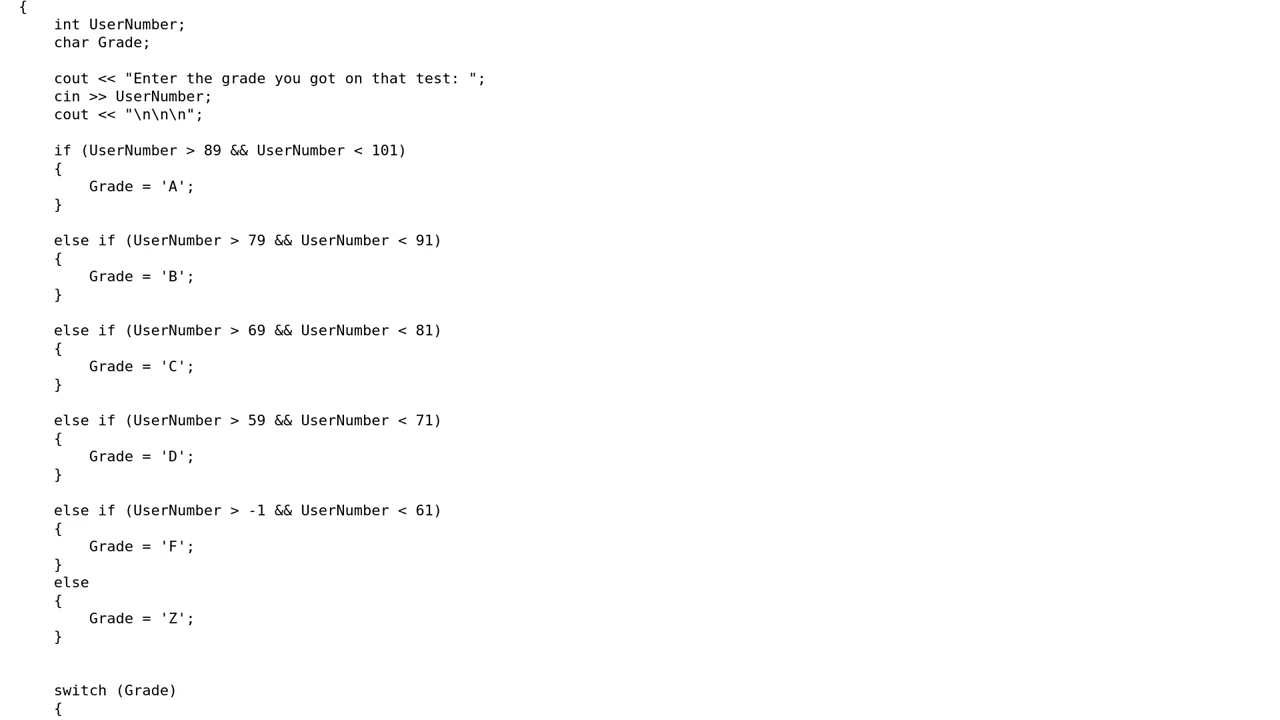 {
    int UserNumber;
    char Grade;

    cout << "Enter the grade you got on that test: ";
    cin >> UserNumber;
    cout << "\n\n\n";

    if (UserNumber > 89 && UserNumber < 101)
    {
        Grade = 'A';
    }

    else if (UserNumber > 79 && UserNumber < 91)
    {
        Grade = 'B';
    }

    else if (UserNumber > 69 && UserNumber < 81)
    {
        Grade = 'C';
    }

    else if (UserNumber > 59 && UserNumber < 71)
    {
        Grade = 'D';
    }

    else if (UserNumber > -1 && UserNumber < 61)
    {
        Grade = 'F';
    }
    else
    {
        Grade = 'Z';
    }


    switch (Grade)
    {